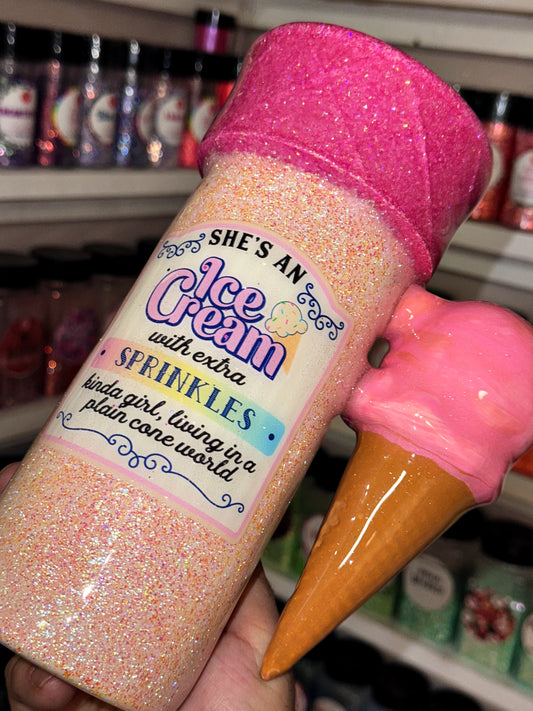 SHE'S AN
Ice
Cream
with extra
• SPRINKLES •
kinda girl, living in a
plain cone world